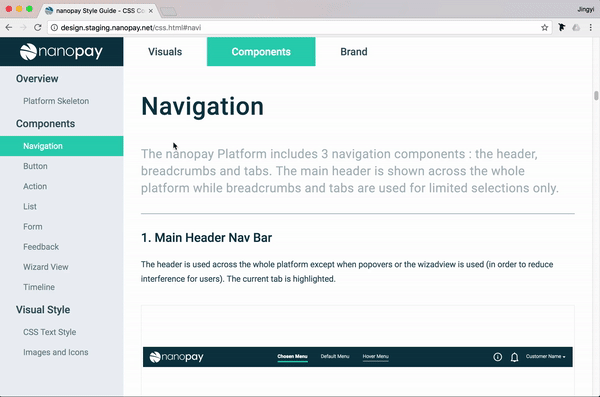 nanopay Style Guide - CSS Co
Jingyi
design.staging.nanopay.net/css.html#navi
nanopay
Visuals
Components
Brand
Overview
Platform Skeleton
Components
Navigation
Button
Action
List
Form
Feedback
Wizard View
Timeline
Visual Style
CSS Text Style
Images and Icons
Navigation
The nanopay Platform includes 3 navigation components : the header,
breadcrumbs and tabs. The main header is shown across the whole
platform while breadcrumbs and tabs are used for limited selections only.
1. Main Header Nav Bar
The header is used across the whole platform except when popovers or the wizadview is used (in order to reduce
interference for users). The current tab is highlighted.
nanopay
Chosen Menu
Default Menu
Hover Menu
Customer Name